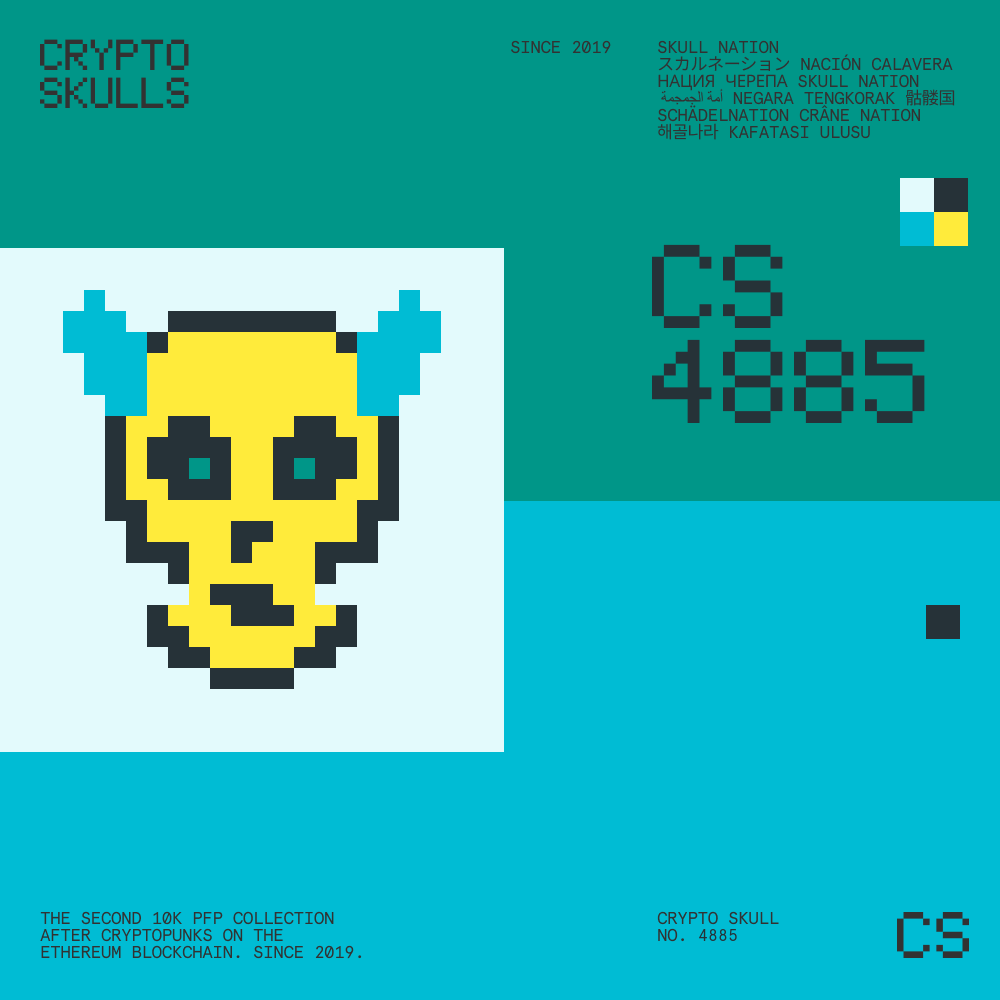 CRYPTO
SKULLS
SINCE 2019
SKULL NATION
スカルネーション NACIÓN CALAVERA
НАЦИЯ ЧЕРЕПА SKULL NATION
أمة الجمجمة NEGARA TENGKORAK 骷髅国
SCHÄDELNATION CRÂNE NATION
해골나라 KAFATASI ULUSU
CS
4885
THE SECOND 10K PFP COLLECTION
AFTER CRYPTOPUNKS ON THE
ETHEREUM BLOCKCHAIN. SINCE 2019.
CRYPTO SKULL
NO. 4885
CS